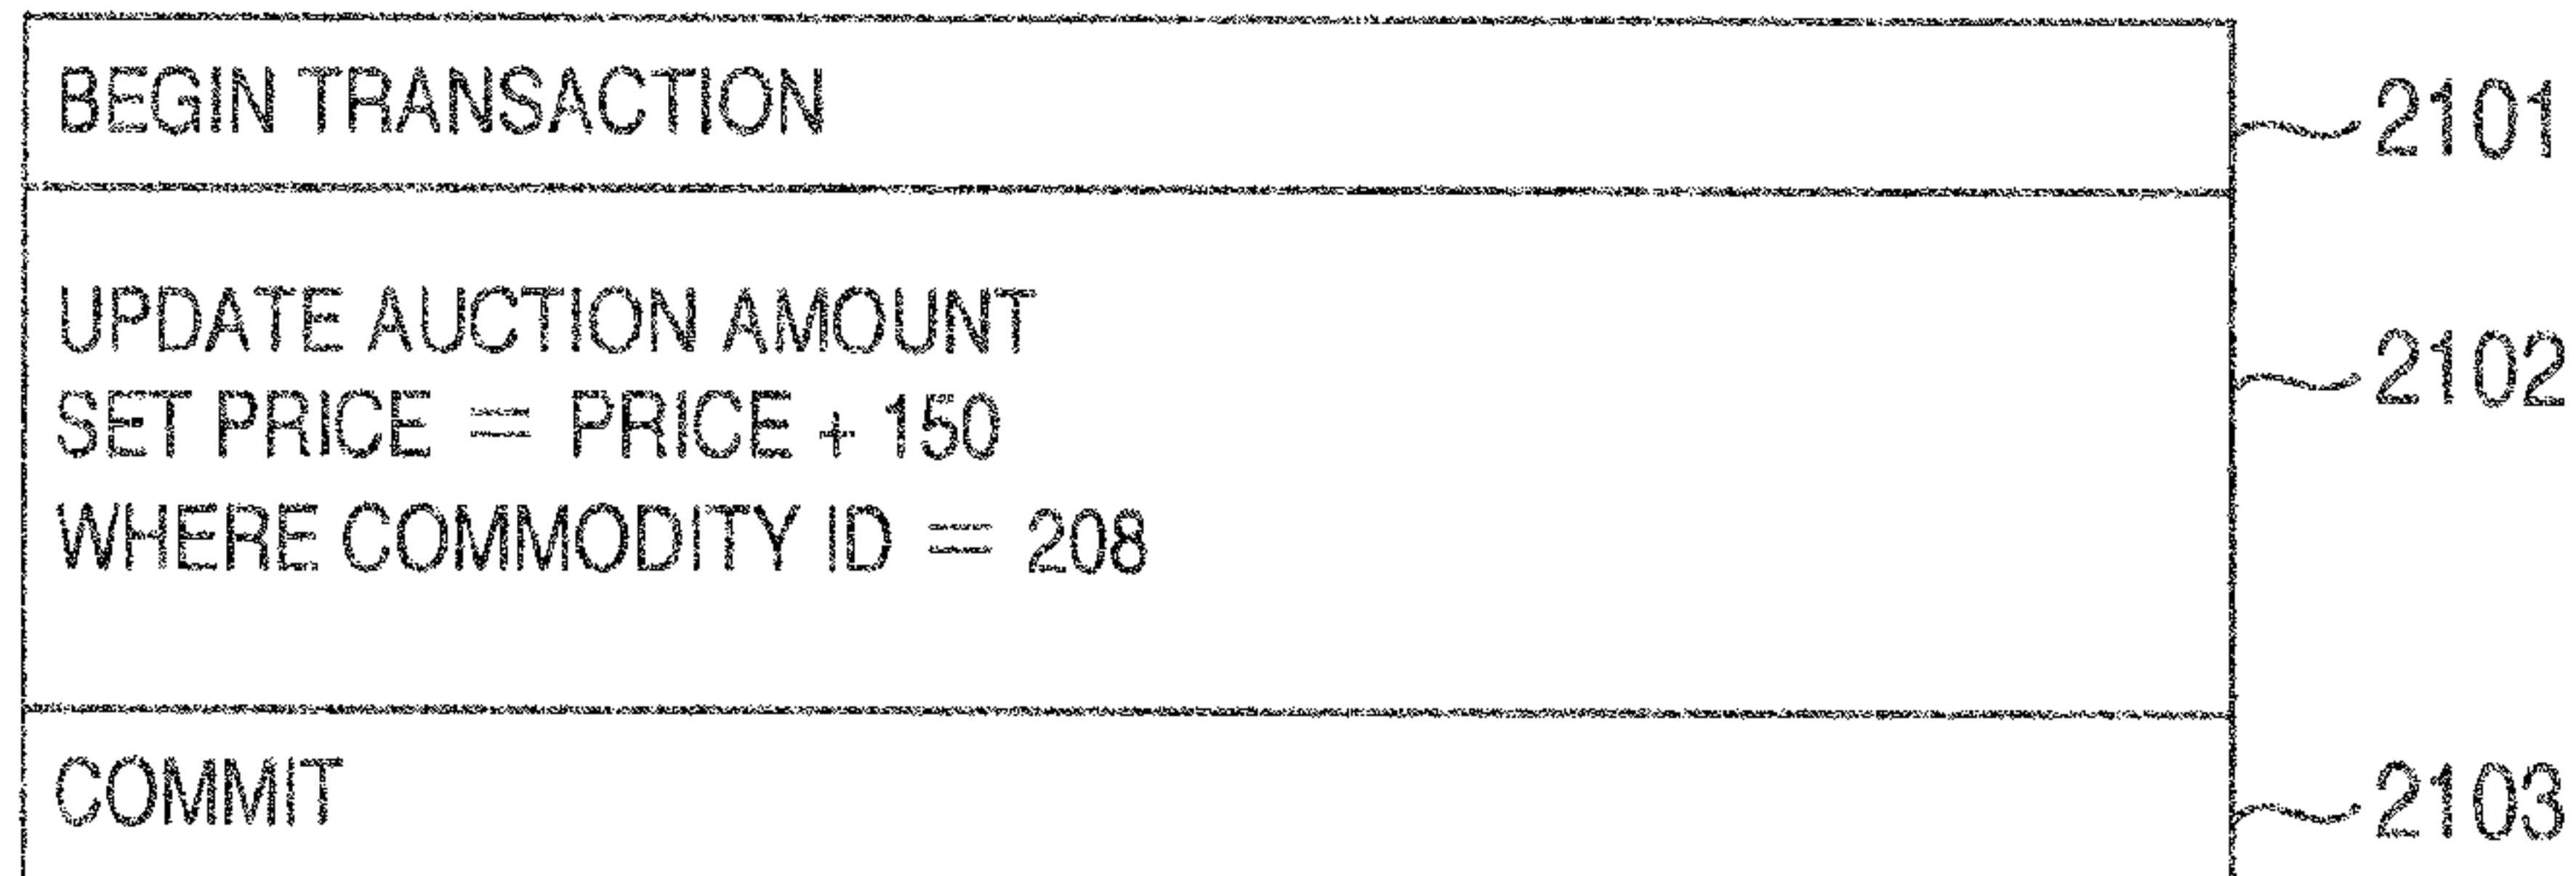 BEGIN TRANSACTION 2101
UPDATE AUCTION AMOUNT
SET PRICE = PRICE + 150 2102
WHERE COMMODITY ID = 208
COMMIT 2103